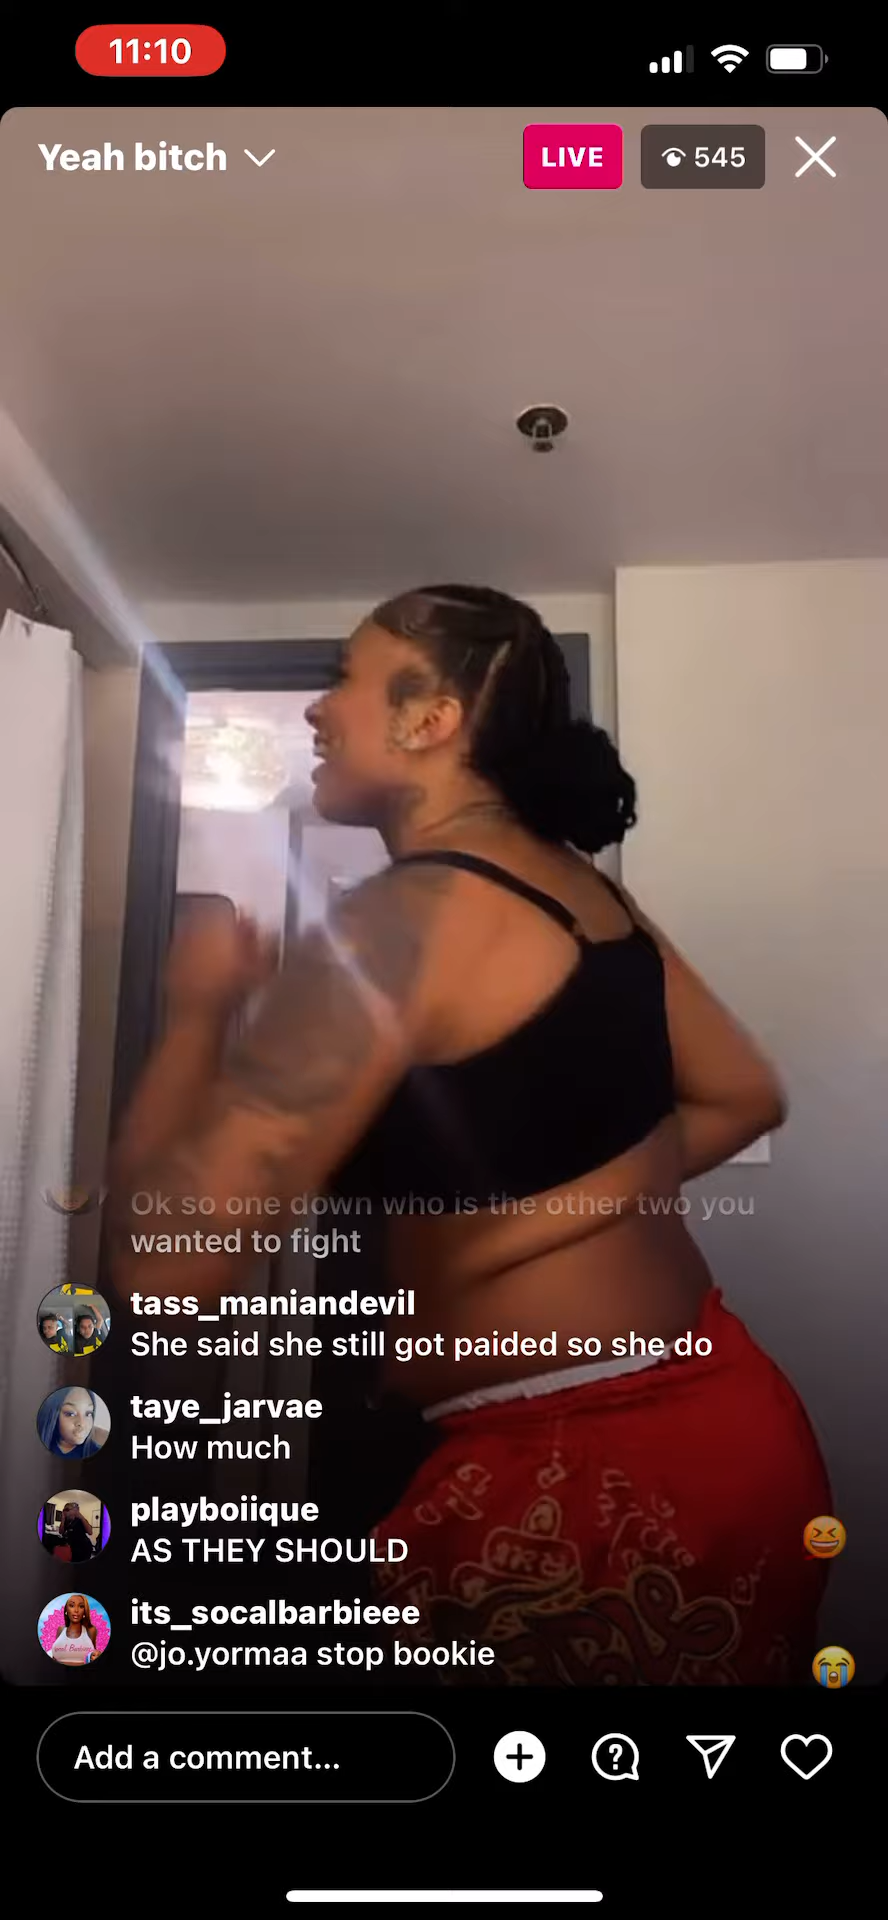 11:10
Yeah bitch
LIVE
545
Ok so one down who is the other two you
wanted to fight
tass_maniandevil
She said she still got paided so she do
taye_jarvae
How much
playboiique
AS THEY SHOULD
its_socalbarbieee
@jo.yormaa stop bookie
Add a comment...